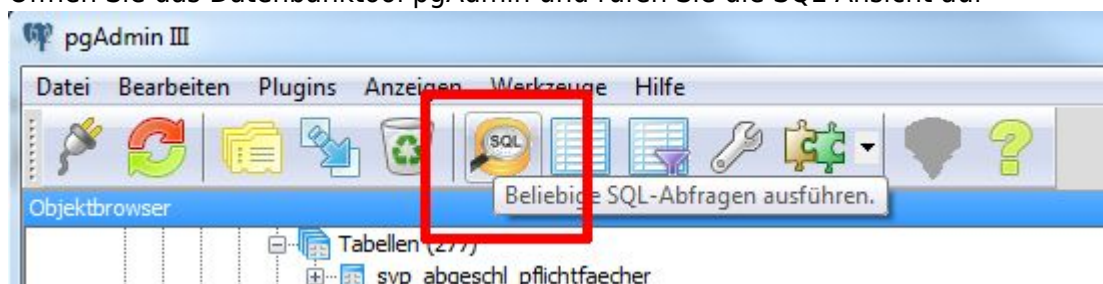 Öffnen Sie das Datenbanktool pgAdmin und rufen Sie die SQL-Ansicht auf
pgAdmin III
Datei Bearbeiten Plugins Anzeigen Werkzeuge Hilfe
SQL
Beliebige SQL-Abfragen ausführen.
Objektbrowser
Tabellen (277)
svp_abgeschl_pflichtfaecher